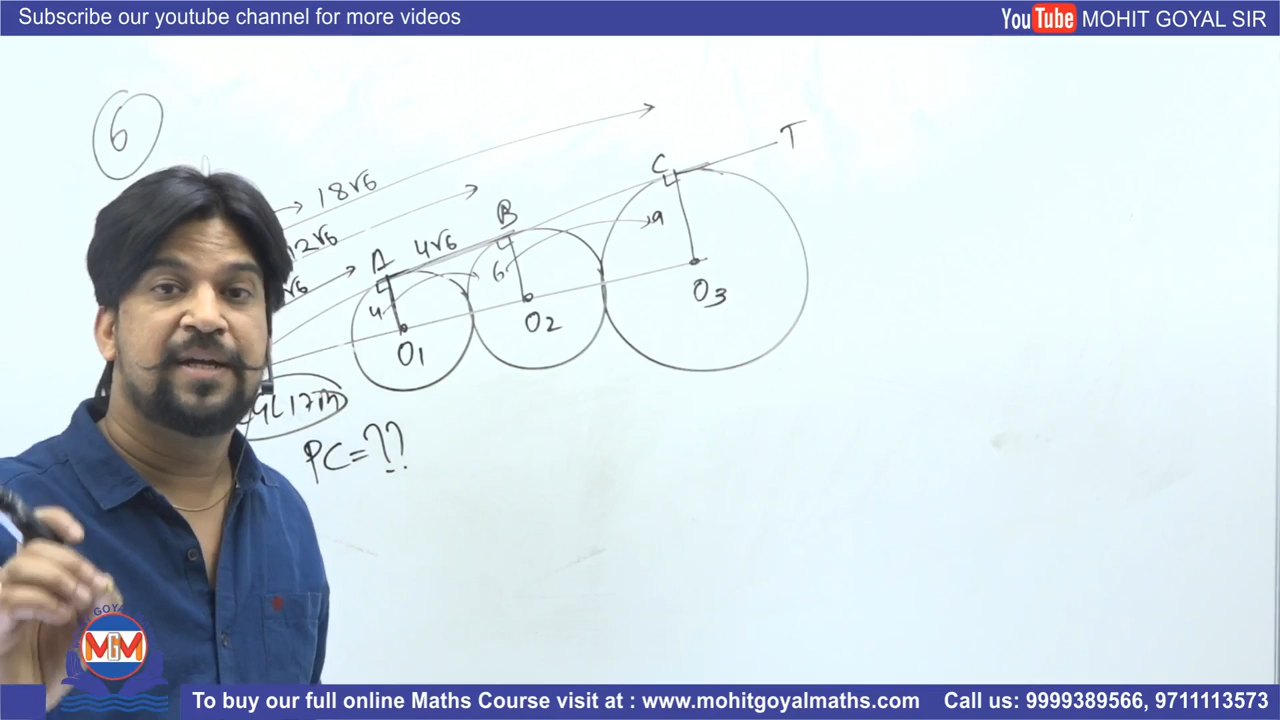 Subscribe our youtube channel for more videos
YouTube MOHIT GOYAL SIR
6
18√6
12√6
√6
A
4√6
B
C
T
4
6
9
O1
O2
O3
PC=??
GOY
MGM
To buy our full online Maths Course visit at : www.mohitgoyalmaths.com Call us: 9999389566, 9711113573